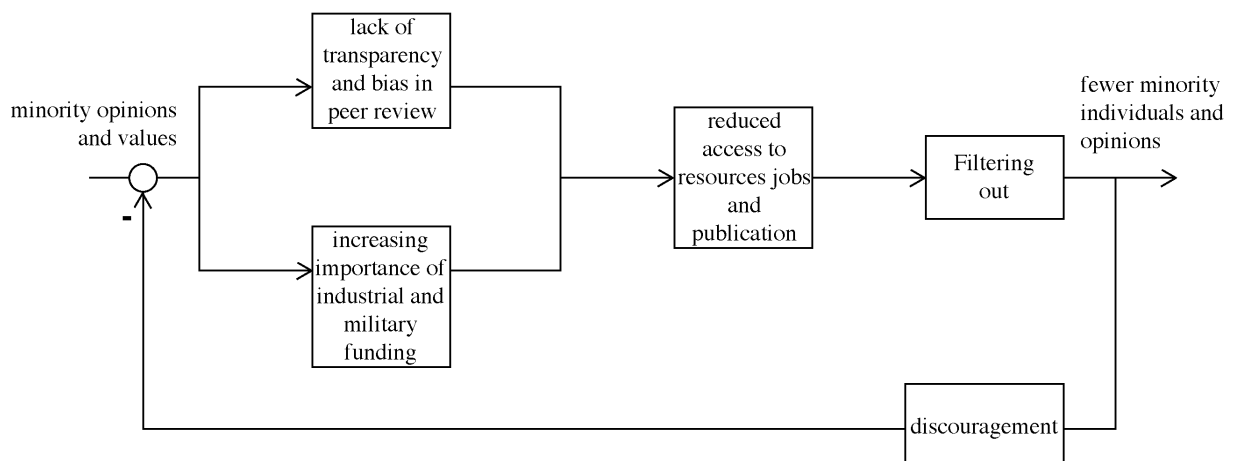 minority opinions
and values
-
lack of
transparency
and bias in
peer review
increasing
importance of
industrial and
military
funding
reduced
access to
resources jobs
and
publication
Filtering
out
fewer minority
individuals and
opinions
discouragement